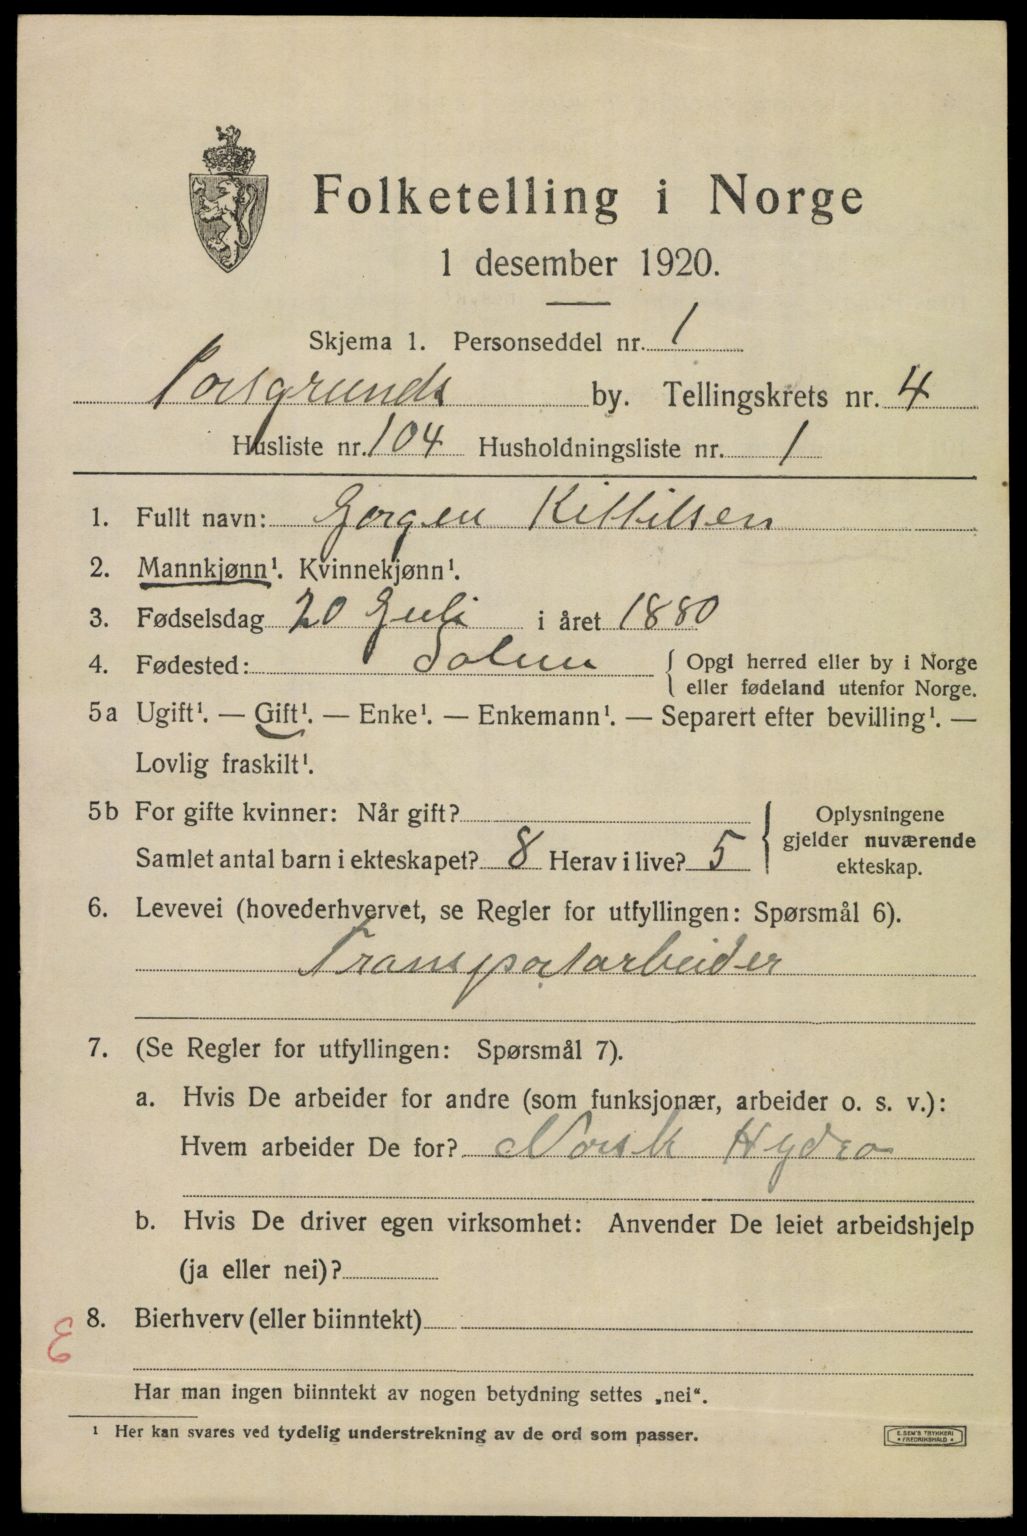 Folketelling i Norge
1 desember 1920.
Skjema 1. Personseddel nr. 1
Porsgrunds by. Tellingskrets nr. 4
Husliste nr. 104 Husholdningsliste nr. 1
1. Fullt navn: Jørgen Kittilsen
2. Mannkjønn¹. Kvinnekjønn¹.
3. Fødselsdag 20 Juli i året 1880
4. Fødested: Solum { Opgi herred eller by i Norge
eller fødeland utenfor Norge.
5a Ugift¹. — Gift¹. — Enke¹. — Enkemann¹. — Separert efter bevilling¹. —
Lovlig fraskilt¹.
5b For gifte kvinner: Når gift?
Samlet antal barn i ekteskapet? 8 Herav i live? 5
{ Oplysningene
gjelder nuværende
ekteskap.
6. Levevei (hovederhvervet, se Regler for utfyllingen: Spørsmål 6).
Transportarbeider
7. (Se Regler for utfyllingen: Spørsmål 7).
a. Hvis De arbeider for andre (som funksjonær, arbeider o. s. v.):
Hvem arbeider De for? Norsk Hydro
b. Hvis De driver egen virksomhet: Anvender De leiet arbeidshjelp
(ja eller nei)?
8. Bierhverv (eller biinntekt)
Har man ingen biinntekt av nogen betydning settes „nei“.
¹ Her kan svares ved tydelig understrekning av de ord som passer.
E. SEM'S TRYKKERI
• FREDRIKSHALD •